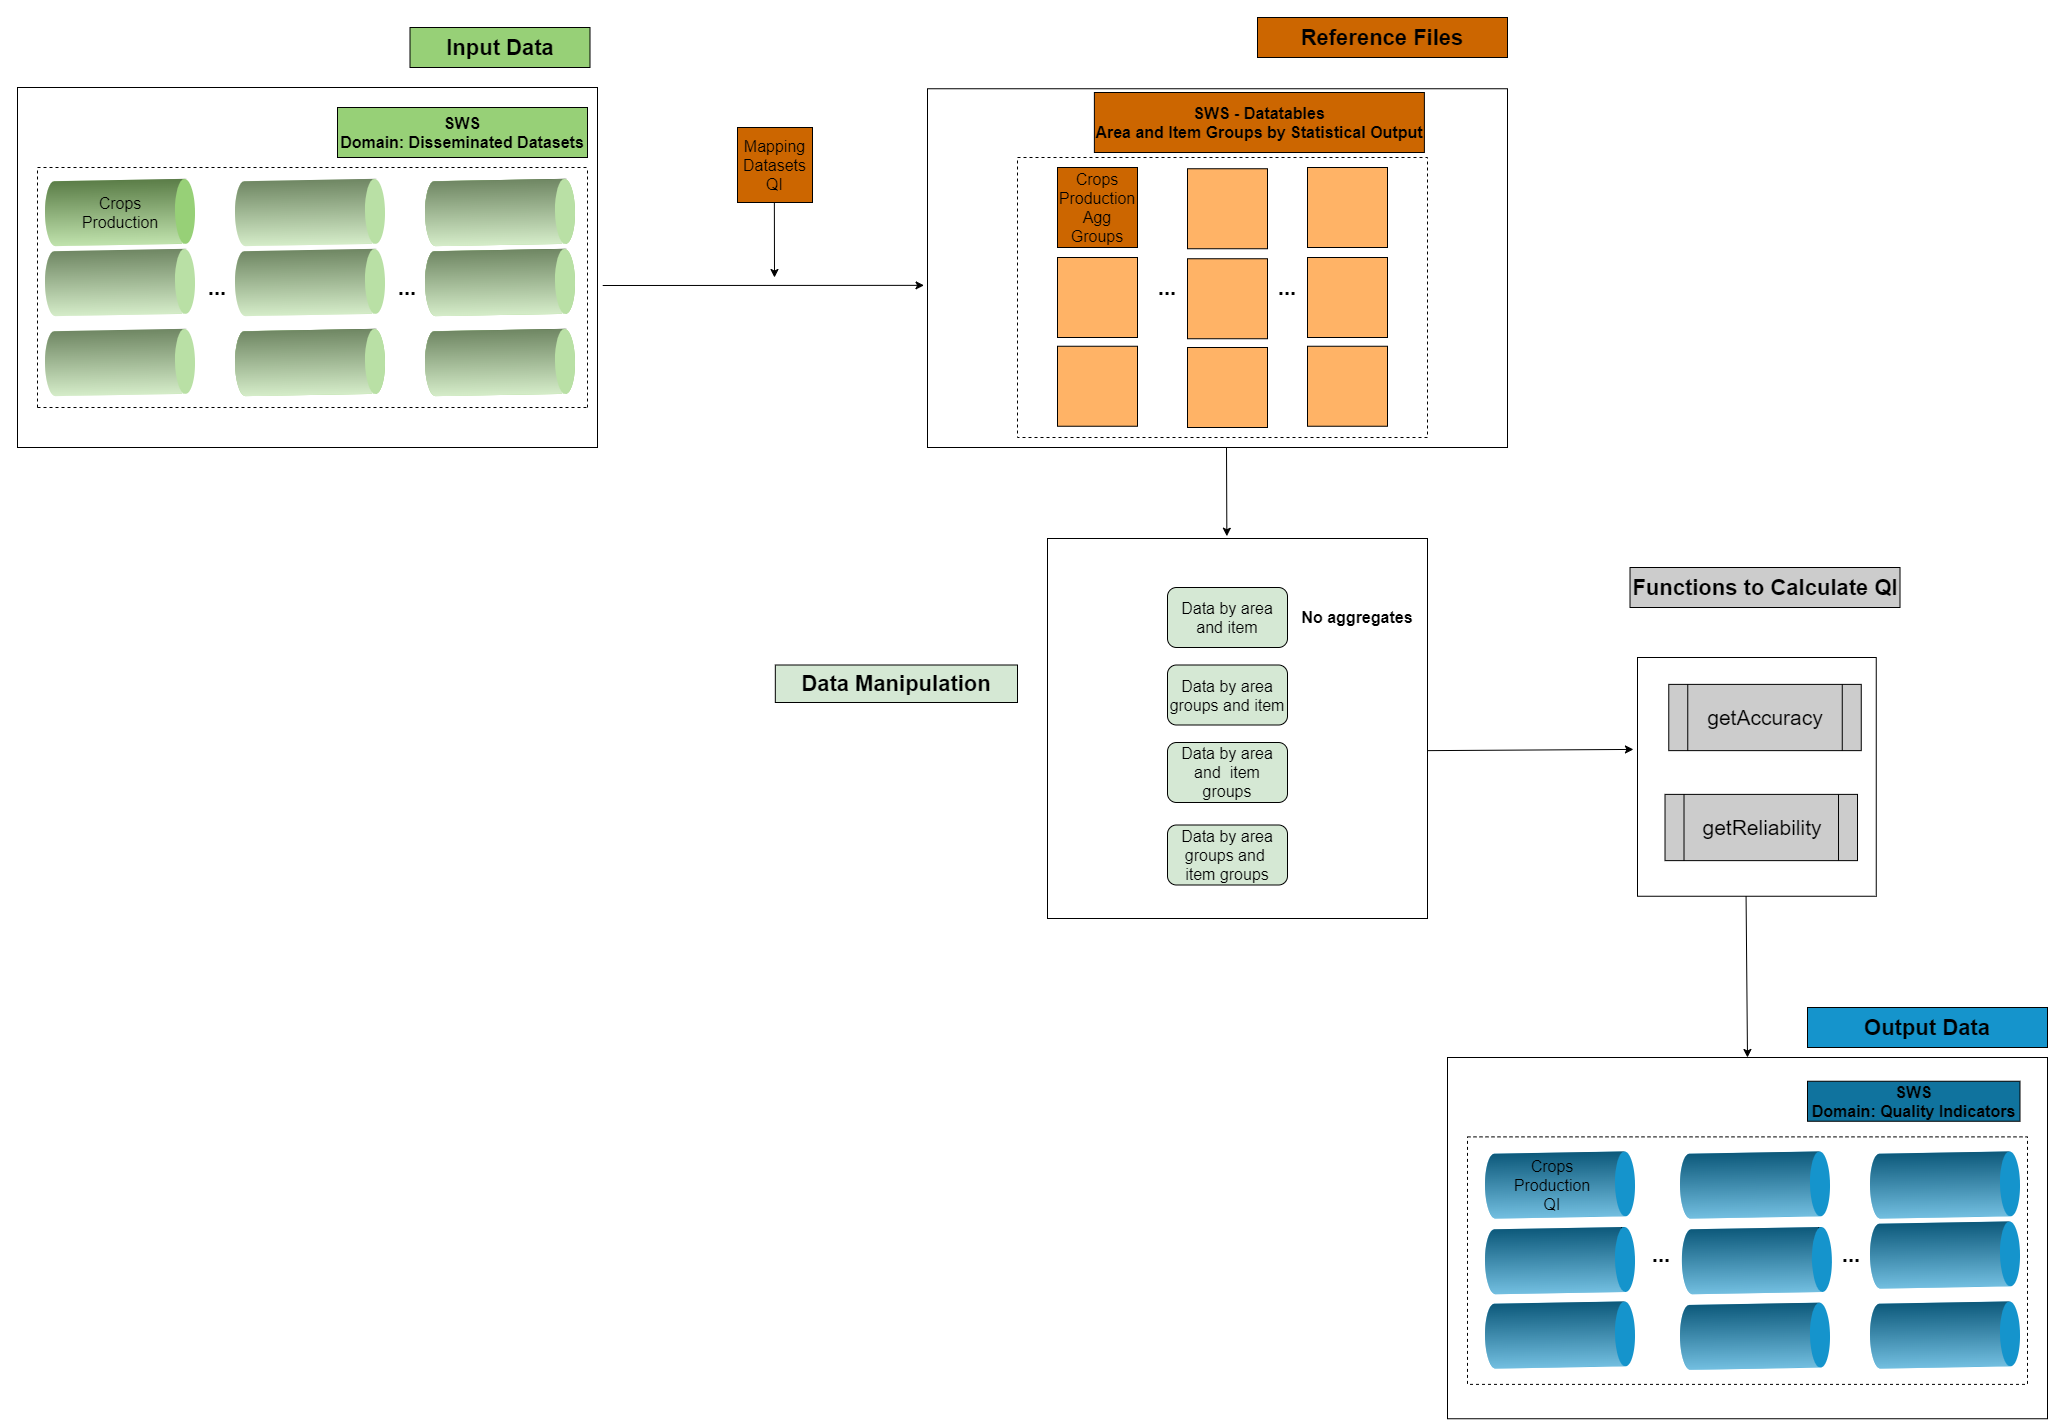 Input Data
Reference Files
SWS
Domain: Disseminated Datasets
Crops
Production
...
...
Mapping
Datasets
QI
SWS - Datatables
Area and Item Groups by Statistical Output
Crops
Production
Agg
Groups
...
...
Data Manipulation
Data by area
and item
No aggregates
Data by area
groups and item
Data by area
and item
groups
Data by area
groups and
item groups
Functions to Calculate QI
getAccuracy
getReliability
Output Data
SWS
Domain: Quality Indicators
Crops
Production
QI
...
...